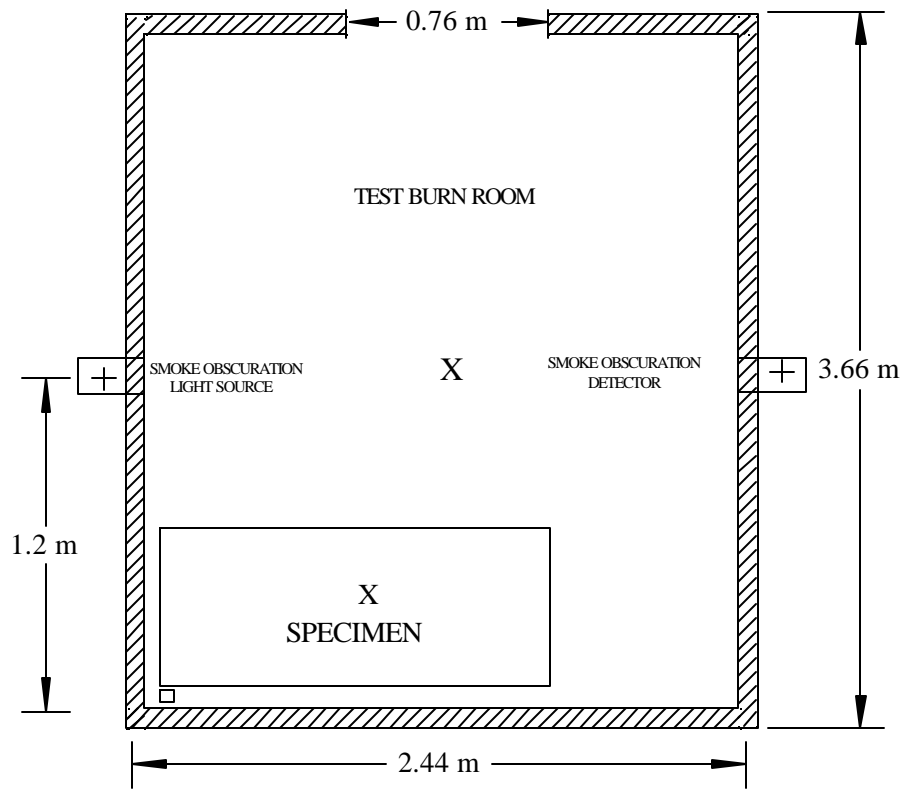 0.76 m
TEST BURN ROOM
SMOKE OBSCURATION
LIGHT SOURCE
X
SMOKE OBSCURATION
DETECTOR
3.66 m
1.2 m
X
SPECIMEN
2.44 m